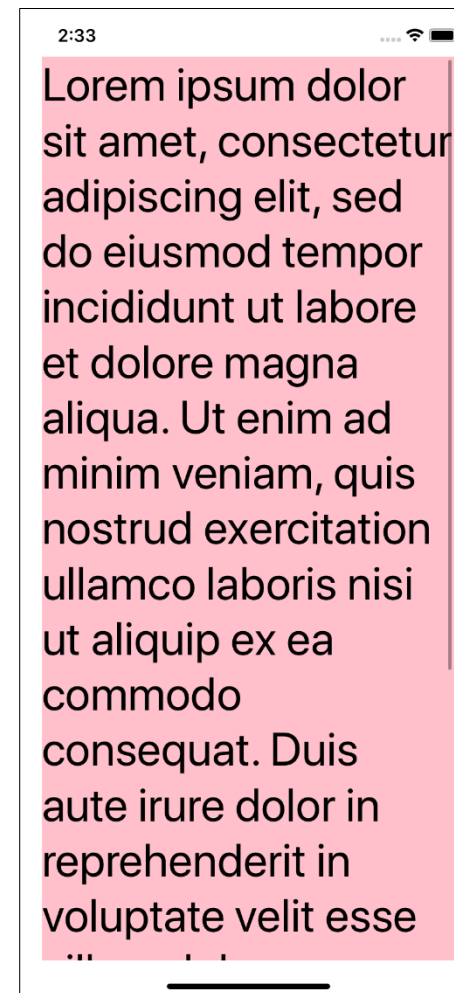 2:33
Lorem ipsum dolor
sit amet, consectetur
adipiscing elit, sed
do eiusmod tempor
incididunt ut labore
et dolore magna
aliqua. Ut enim ad
minim veniam, quis
nostrud exercitation
ullamco laboris nisi
ut aliquip ex ea
commodo
consequat. Duis
aute irure dolor in
reprehenderit in
voluptate velit esse